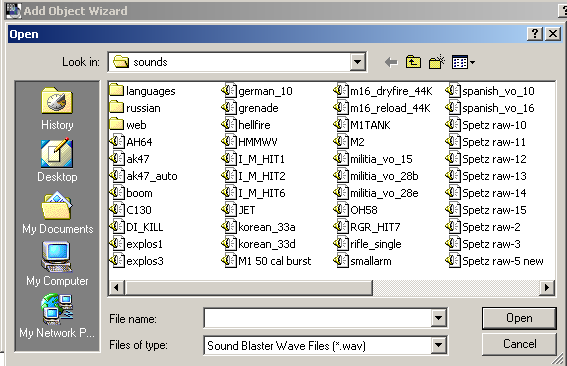 Add Object Wizard
Open
Look in: sounds
History
Desktop
My Documents
My Computer
My Network P...
languages german_10 m16_dryfire_44K spanish_vo_10
russian grenade m16_reload_44K spanish_vo_16
web hellfire M1TANK Spetz raw-10
AH64 HMMWV M2 Spetz raw-11
ak47 I_M_HIT1 militia_vo_15 Spetz raw-12
ak47_auto I_M_HIT2 militia_vo_28b Spetz raw-13
boom I_M_HIT6 militia_vo_28e Spetz raw-14
C130 JET OH58 Spetz raw-15
DI_KILL korean_33a RGR_HIT7 Spetz raw-2
explos1 korean_33d rifle_single Spetz raw-3
explos3 M1 50 cal burst smallarm Spetz raw-5 new
File name: Open
Files of type: Sound Blaster Wave Files (*.wav) Cancel